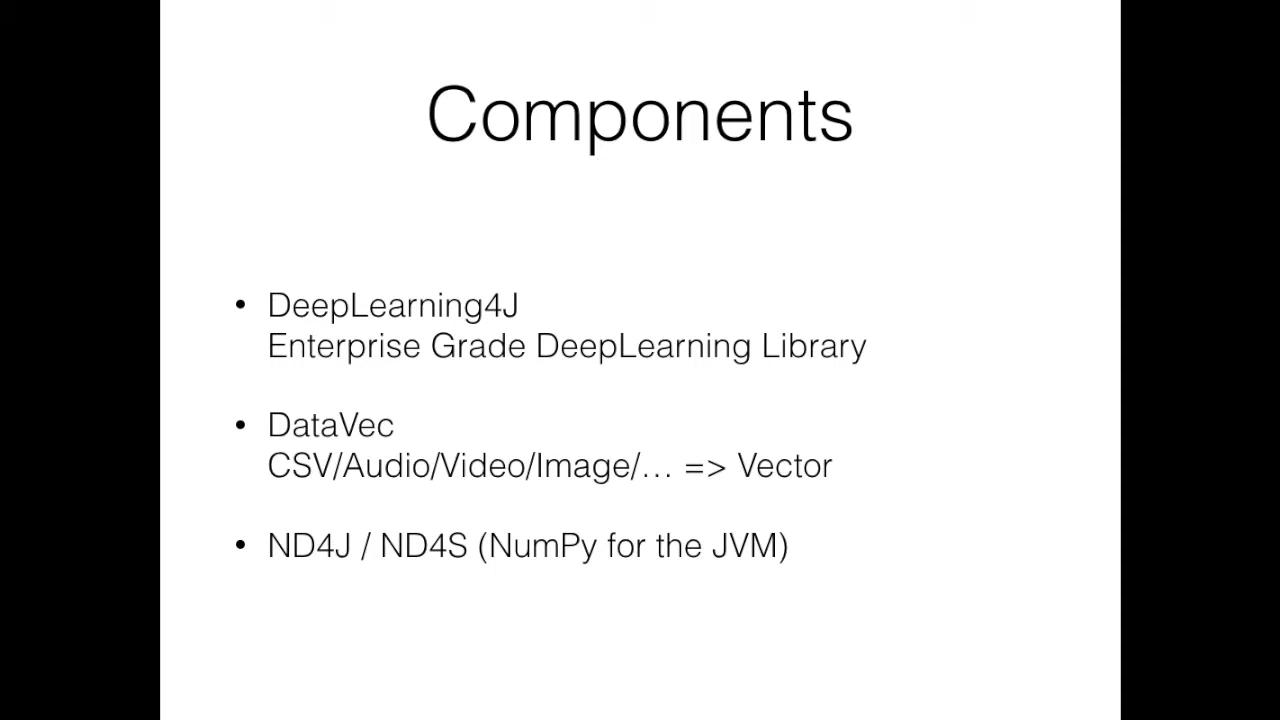 Components
• DeepLearning4J
Enterprise Grade DeepLearning Library
• DataVec
CSV/Audio/Video/Image/… => Vector
• ND4J / ND4S (NumPy for the JVM)